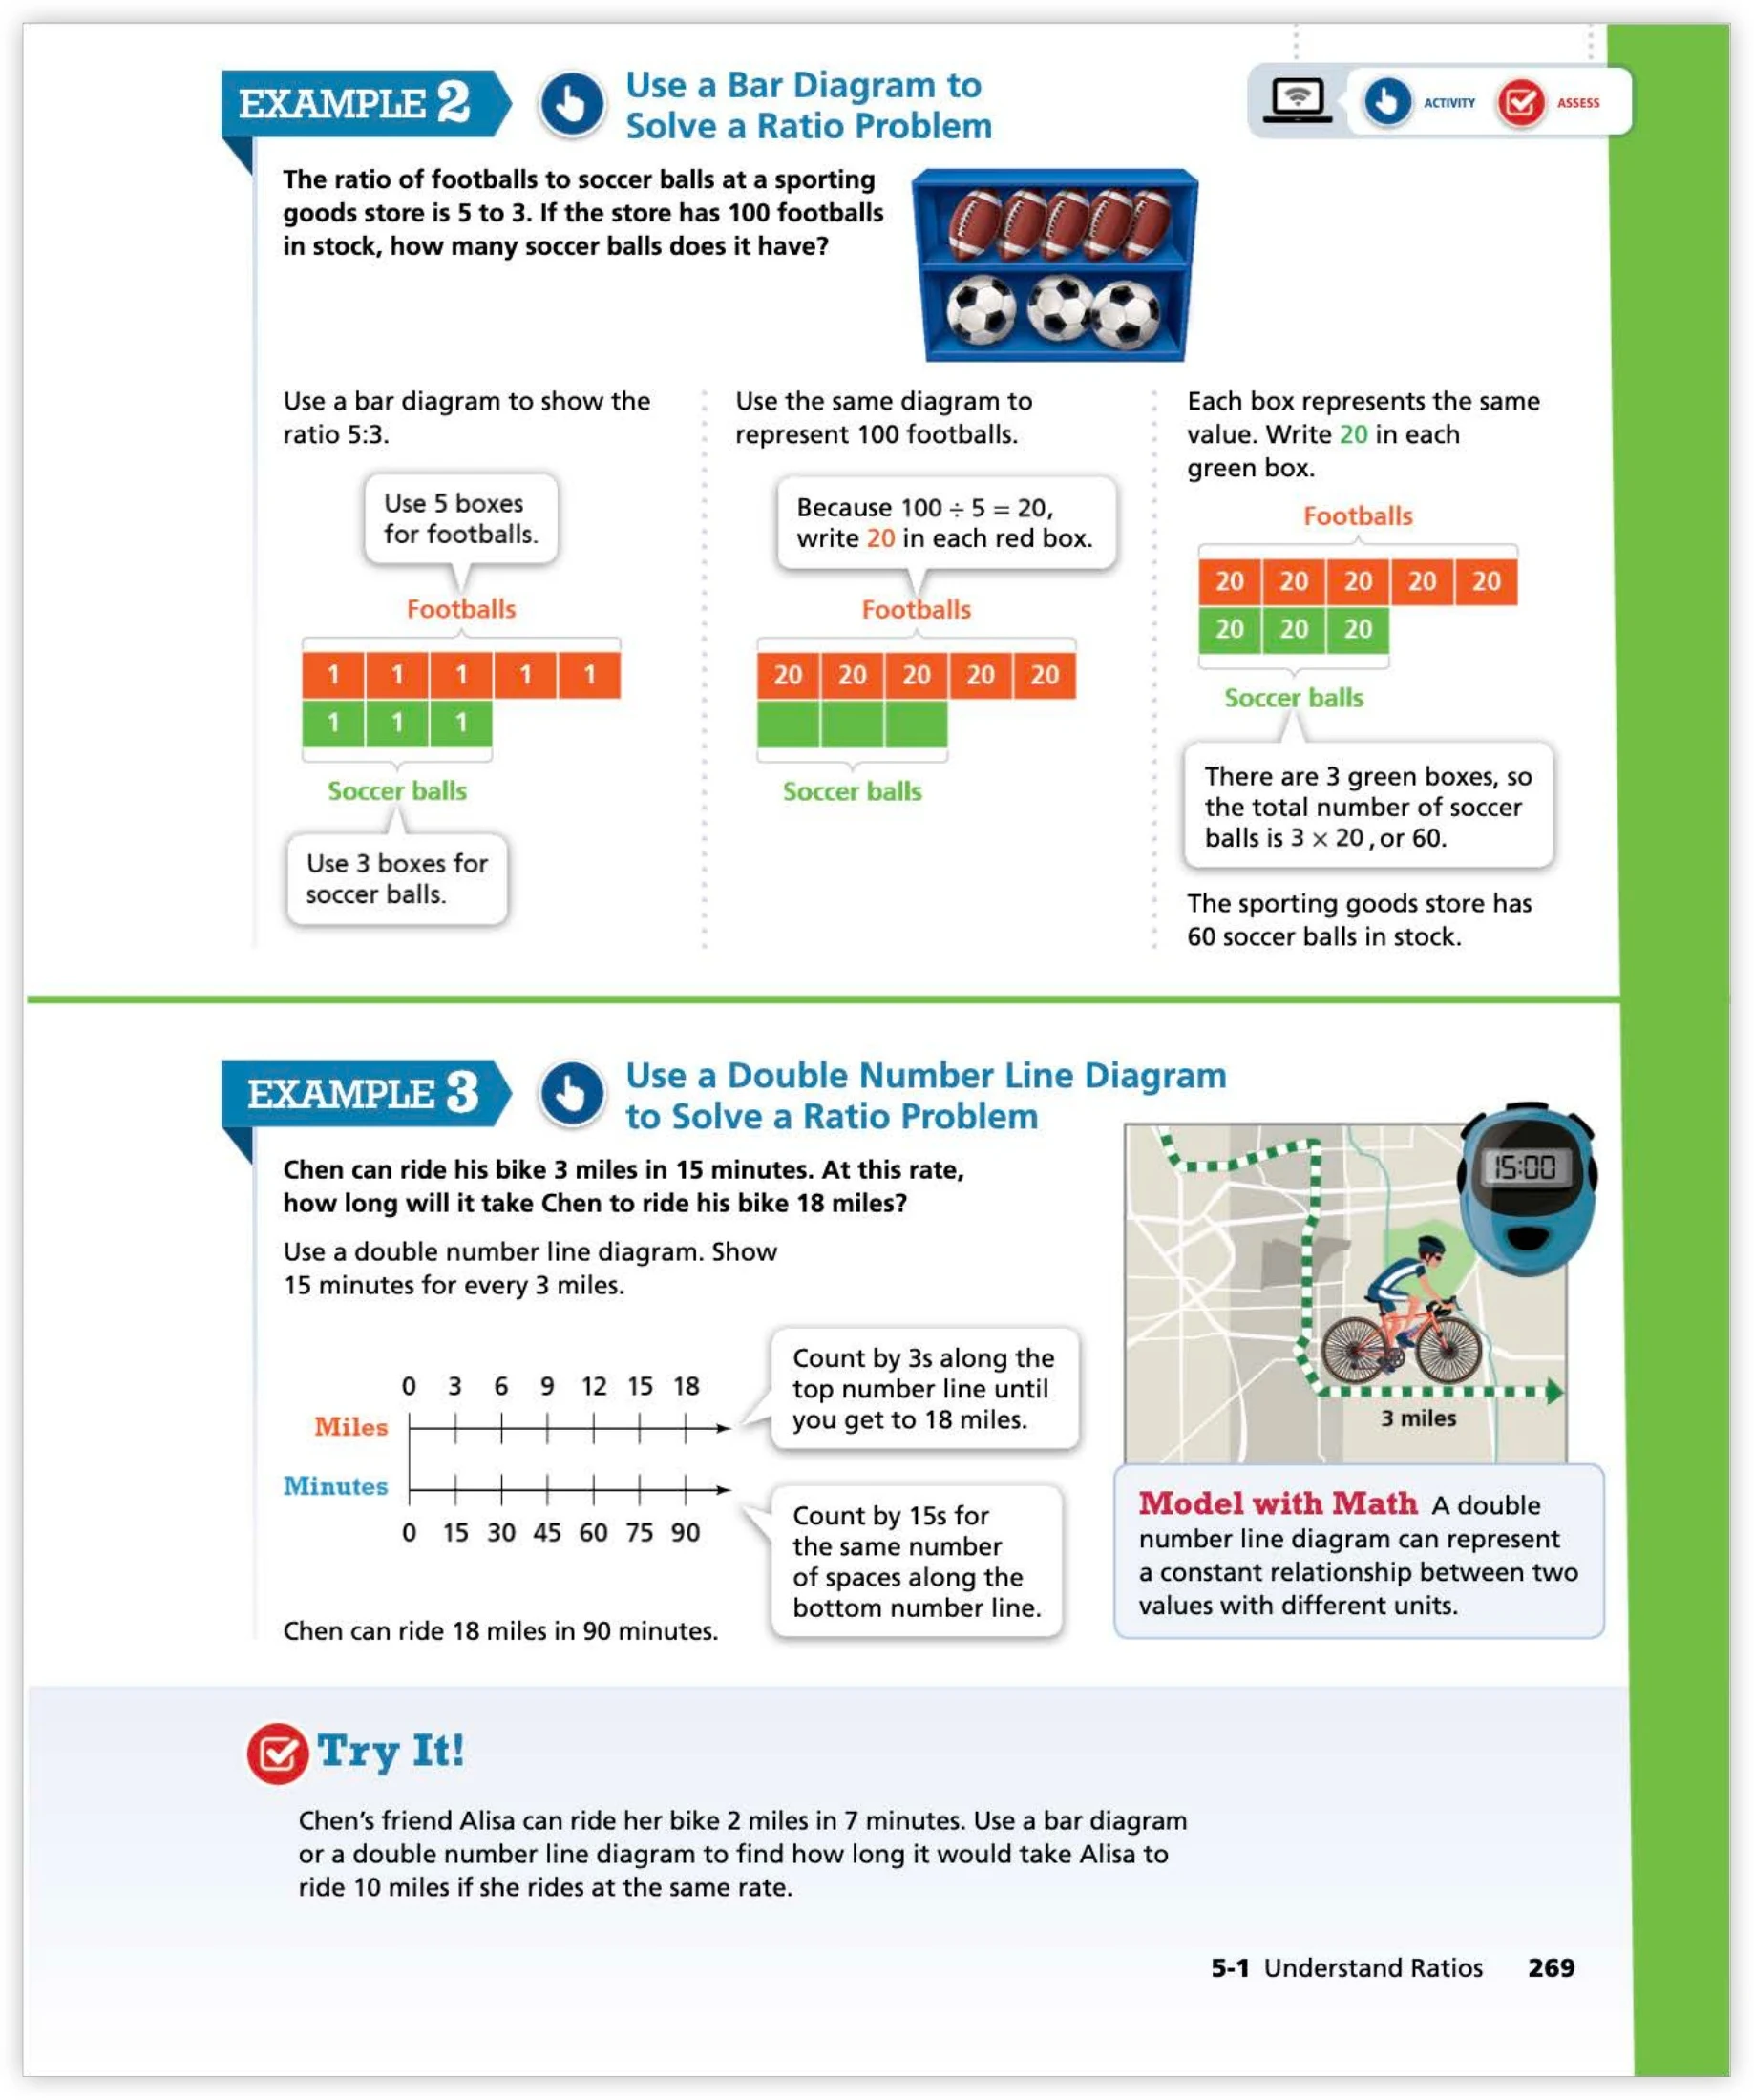 EXAMPLE 2
Use a Bar Diagram to
Solve a Ratio Problem
ACTIVITY
ASSESS
The ratio of footballs to soccer balls at a sporting
goods store is 5 to 3. If the store has 100 footballs
in stock, how many soccer balls does it have?
Use a bar diagram to show the
ratio 5:3.
Use 5 boxes
for footballs.
Footballs
1 1 1 1 1
1 1 1
Soccer balls
Use 3 boxes for
soccer balls.
Use the same diagram to
represent 100 footballs.
Because 100 ÷ 5 = 20,
write 20 in each red box.
Footballs
20 20 20 20 20
Soccer balls
Each box represents the same
value. Write 20 in each
green box.
Footballs
20 20 20 20 20
20 20 20
Soccer balls
There are 3 green boxes, so
the total number of soccer
balls is 3 × 20, or 60.
The sporting goods store has
60 soccer balls in stock.
EXAMPLE 3
Use a Double Number Line Diagram
to Solve a Ratio Problem
Chen can ride his bike 3 miles in 15 minutes. At this rate,
how long will it take Chen to ride his bike 18 miles?
Use a double number line diagram. Show
15 minutes for every 3 miles.
0 3 6 9 12 15 18
Miles
Minutes
0 15 30 45 60 75 90
Count by 3s along the
top number line until
you get to 18 miles.
Count by 15s for
the same number
of spaces along the
bottom number line.
Chen can ride 18 miles in 90 minutes.
15:00
3 miles
Model with Math A double
number line diagram can represent
a constant relationship between two
values with different units.
Try It!
Chen's friend Alisa can ride her bike 2 miles in 7 minutes. Use a bar diagram
or a double number line diagram to find how long it would take Alisa to
ride 10 miles if she rides at the same rate.
5-1 Understand Ratios 269